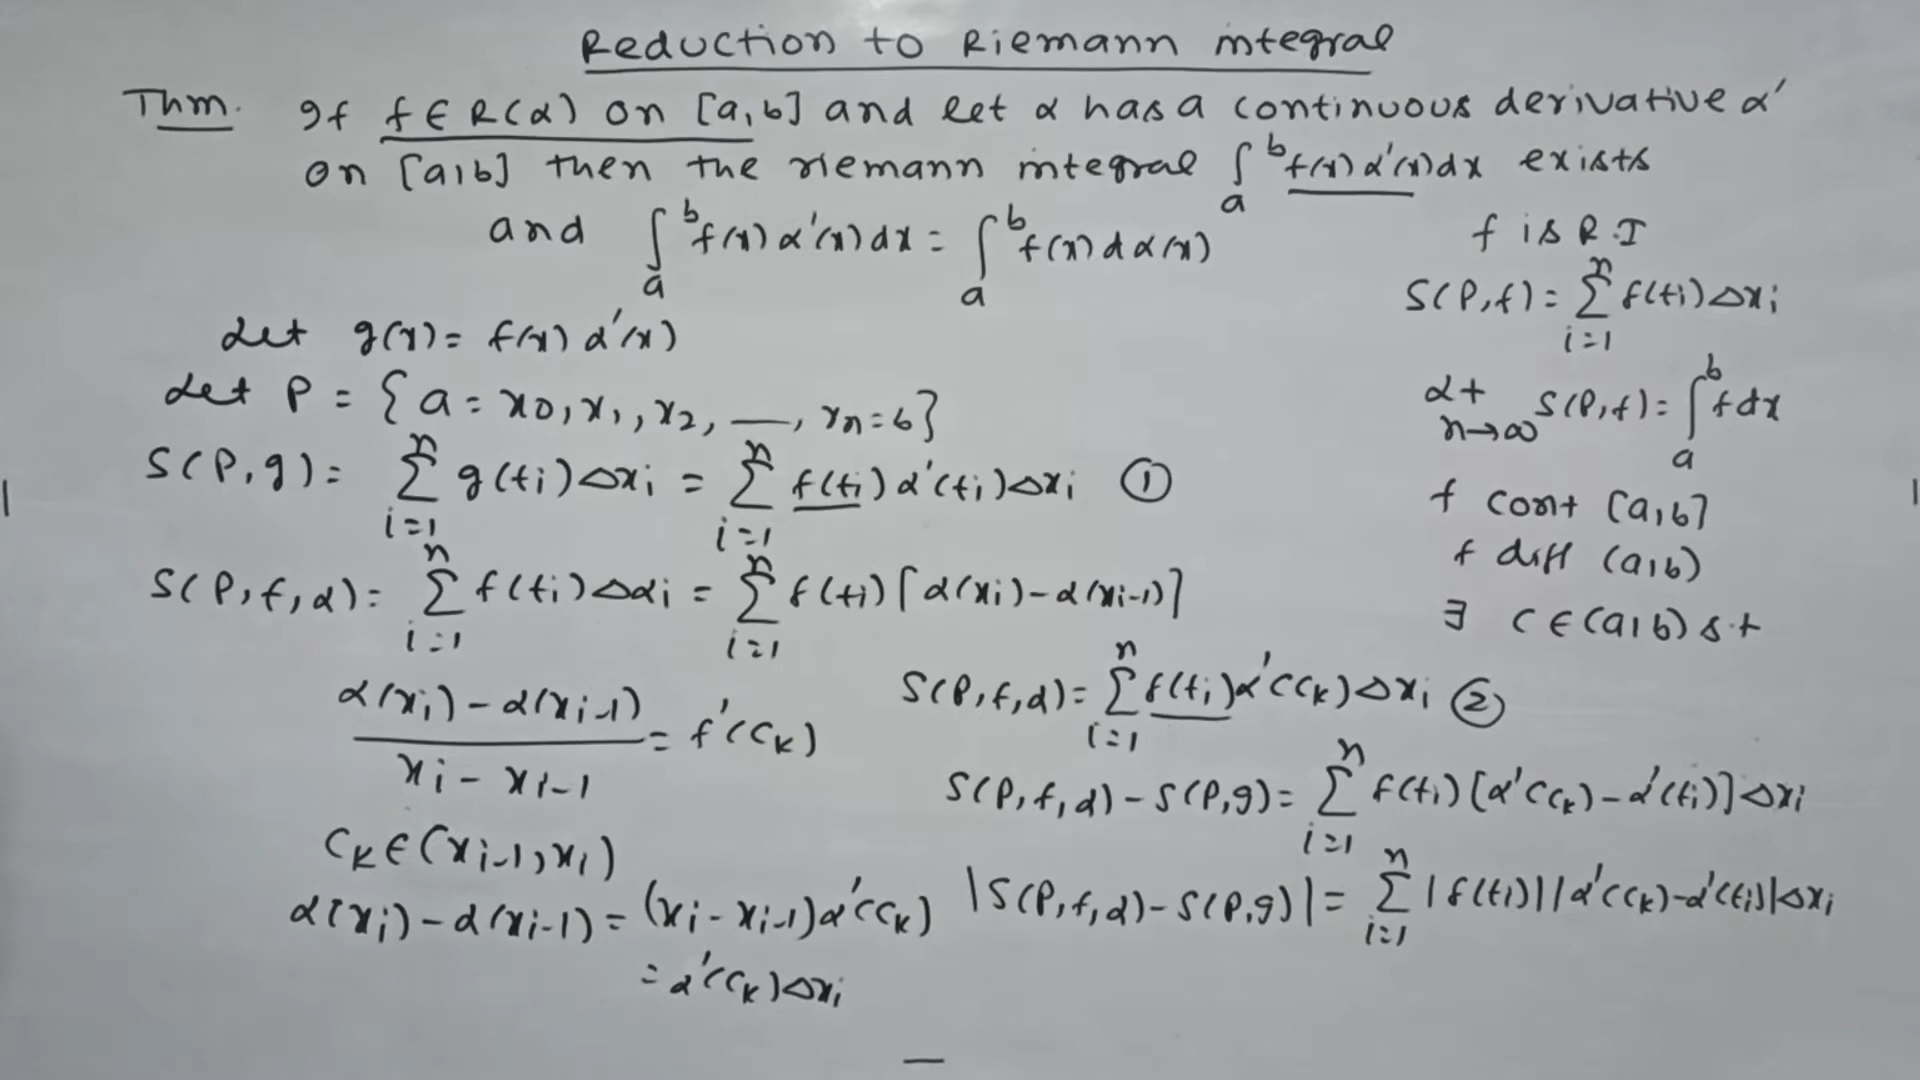 Reduction to Riemann integral
Thm. If f ∈ R(α) on [a,b] and let α has a continuous derivative α'
on [a,b] then the riemann integral ∫_a^b f(x) α'(x)dx exists
and ∫_a^b f(x) α'(x) dx = ∫_a^b f(x) d α(x)
Let g(x) = f(x) α'(x)
Let P = {a = x0, x1, x2, —, xn = b}
S(P, g) = Σ_{i=1}^n g(ti) Δxi = Σ_{i=1}^n f(ti) α'(ti) Δxi ①
S(P, f, α) = Σ_{i=1}^n f(ti) Δαi = Σ_{i=1}^n f(ti) [α(xi) - α(xi-1)]
α(xi) - α(xi-1) / xi - xi-1 = f'(ck)
ck ∈ (xi-1, xi)
α(xi) - α(xi-1) = (xi - xi-1) α'(ck)
= α'(ck) Δxi
f is R.I
S(P, f) = Σ_{i=1}^n f(ti) Δxi
Lt_{n→∞} S(P, f) = ∫_a^b f dx
f cont [a,b]
f diff (a,b)
∃ c ∈ (a,b) s.t
S(P, f, α) = Σ_{i=1}^n f(ti) α'(ck) Δxi ②
S(P, f, α) - S(P, g) = Σ_{i=1}^n f(ti) [α'(ck) - α'(ti)] Δxi
|S(P, f, α) - S(P, g)| = Σ_{i=1}^n |f(ti)| |α'(ck) - α'(ti)| Δxi